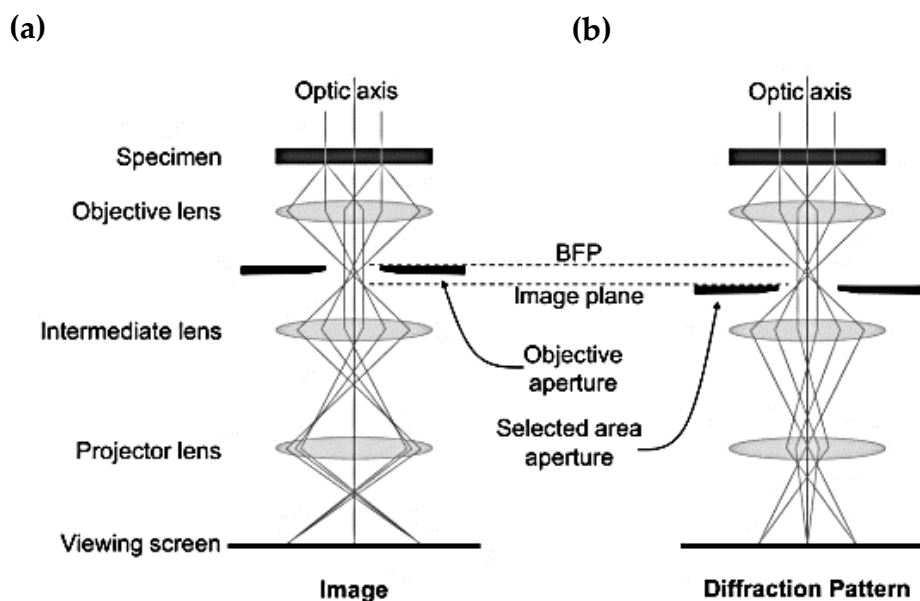 (a)
(b)
Optic axis
Optic axis
Specimen
Objective lens
BFP
Image plane
Intermediate lens
Objective
aperture
Selected area
aperture
Projector lens
Viewing screen
Image
Diffraction Pattern